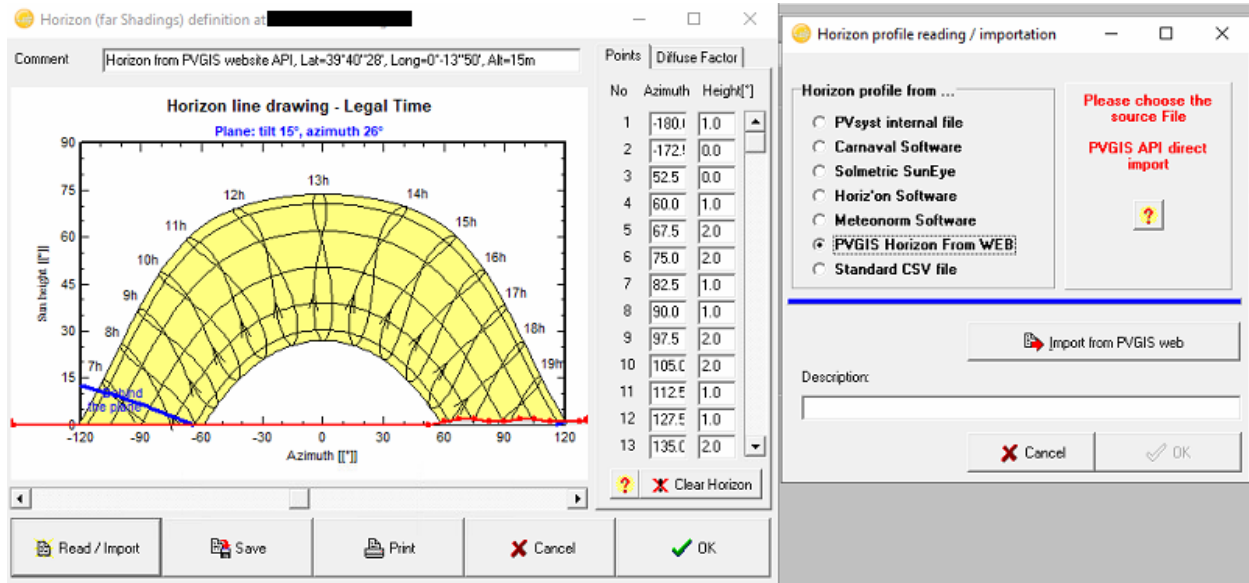 Horizon (far Shadings) definition at
Comment
Horizon from PVGIS website API, Lat=39°40"28', Long=0°-13"50', Alt=15m
Horizon line drawing - Legal Time
Plane: tilt 15°, azimuth 26°
90
75
60
45
30
15
0
Sun height [[°]]
7h
8h
9h
10h
11h
12h
13h
14h
15h
16h
17h
18h
19h
Behind
the plane
-120 -90 -60 -30 0 30 60 90 120
Azimuth [[°]]
Points Diffuse Factor
No Azimuth Height[°]
1 -180.( 1.0
2 -172.! 0.0
3 52.5 0.0
4 60.0 1.0
5 67.5 2.0
6 75.0 2.0
7 82.5 1.0
8 90.0 1.0
9 97.5 2.0
10 105.( 2.0
11 112.5 1.0
12 127.5 1.0
13 135.( 2.0
? Clear Horizon
Read / Import
Save
Print
Cancel
OK
Horizon profile reading / importation
Horizon profile from ...
PVsyst internal file
Carnaval Software
Solmetric SunEye
Horiz'on Software
Meteonorm Software
PVGIS Horizon From WEB
Standard CSV file
Please choose the
source File
PVGIS API direct
import
?
Import from PVGIS web
Description:
Cancel
OK